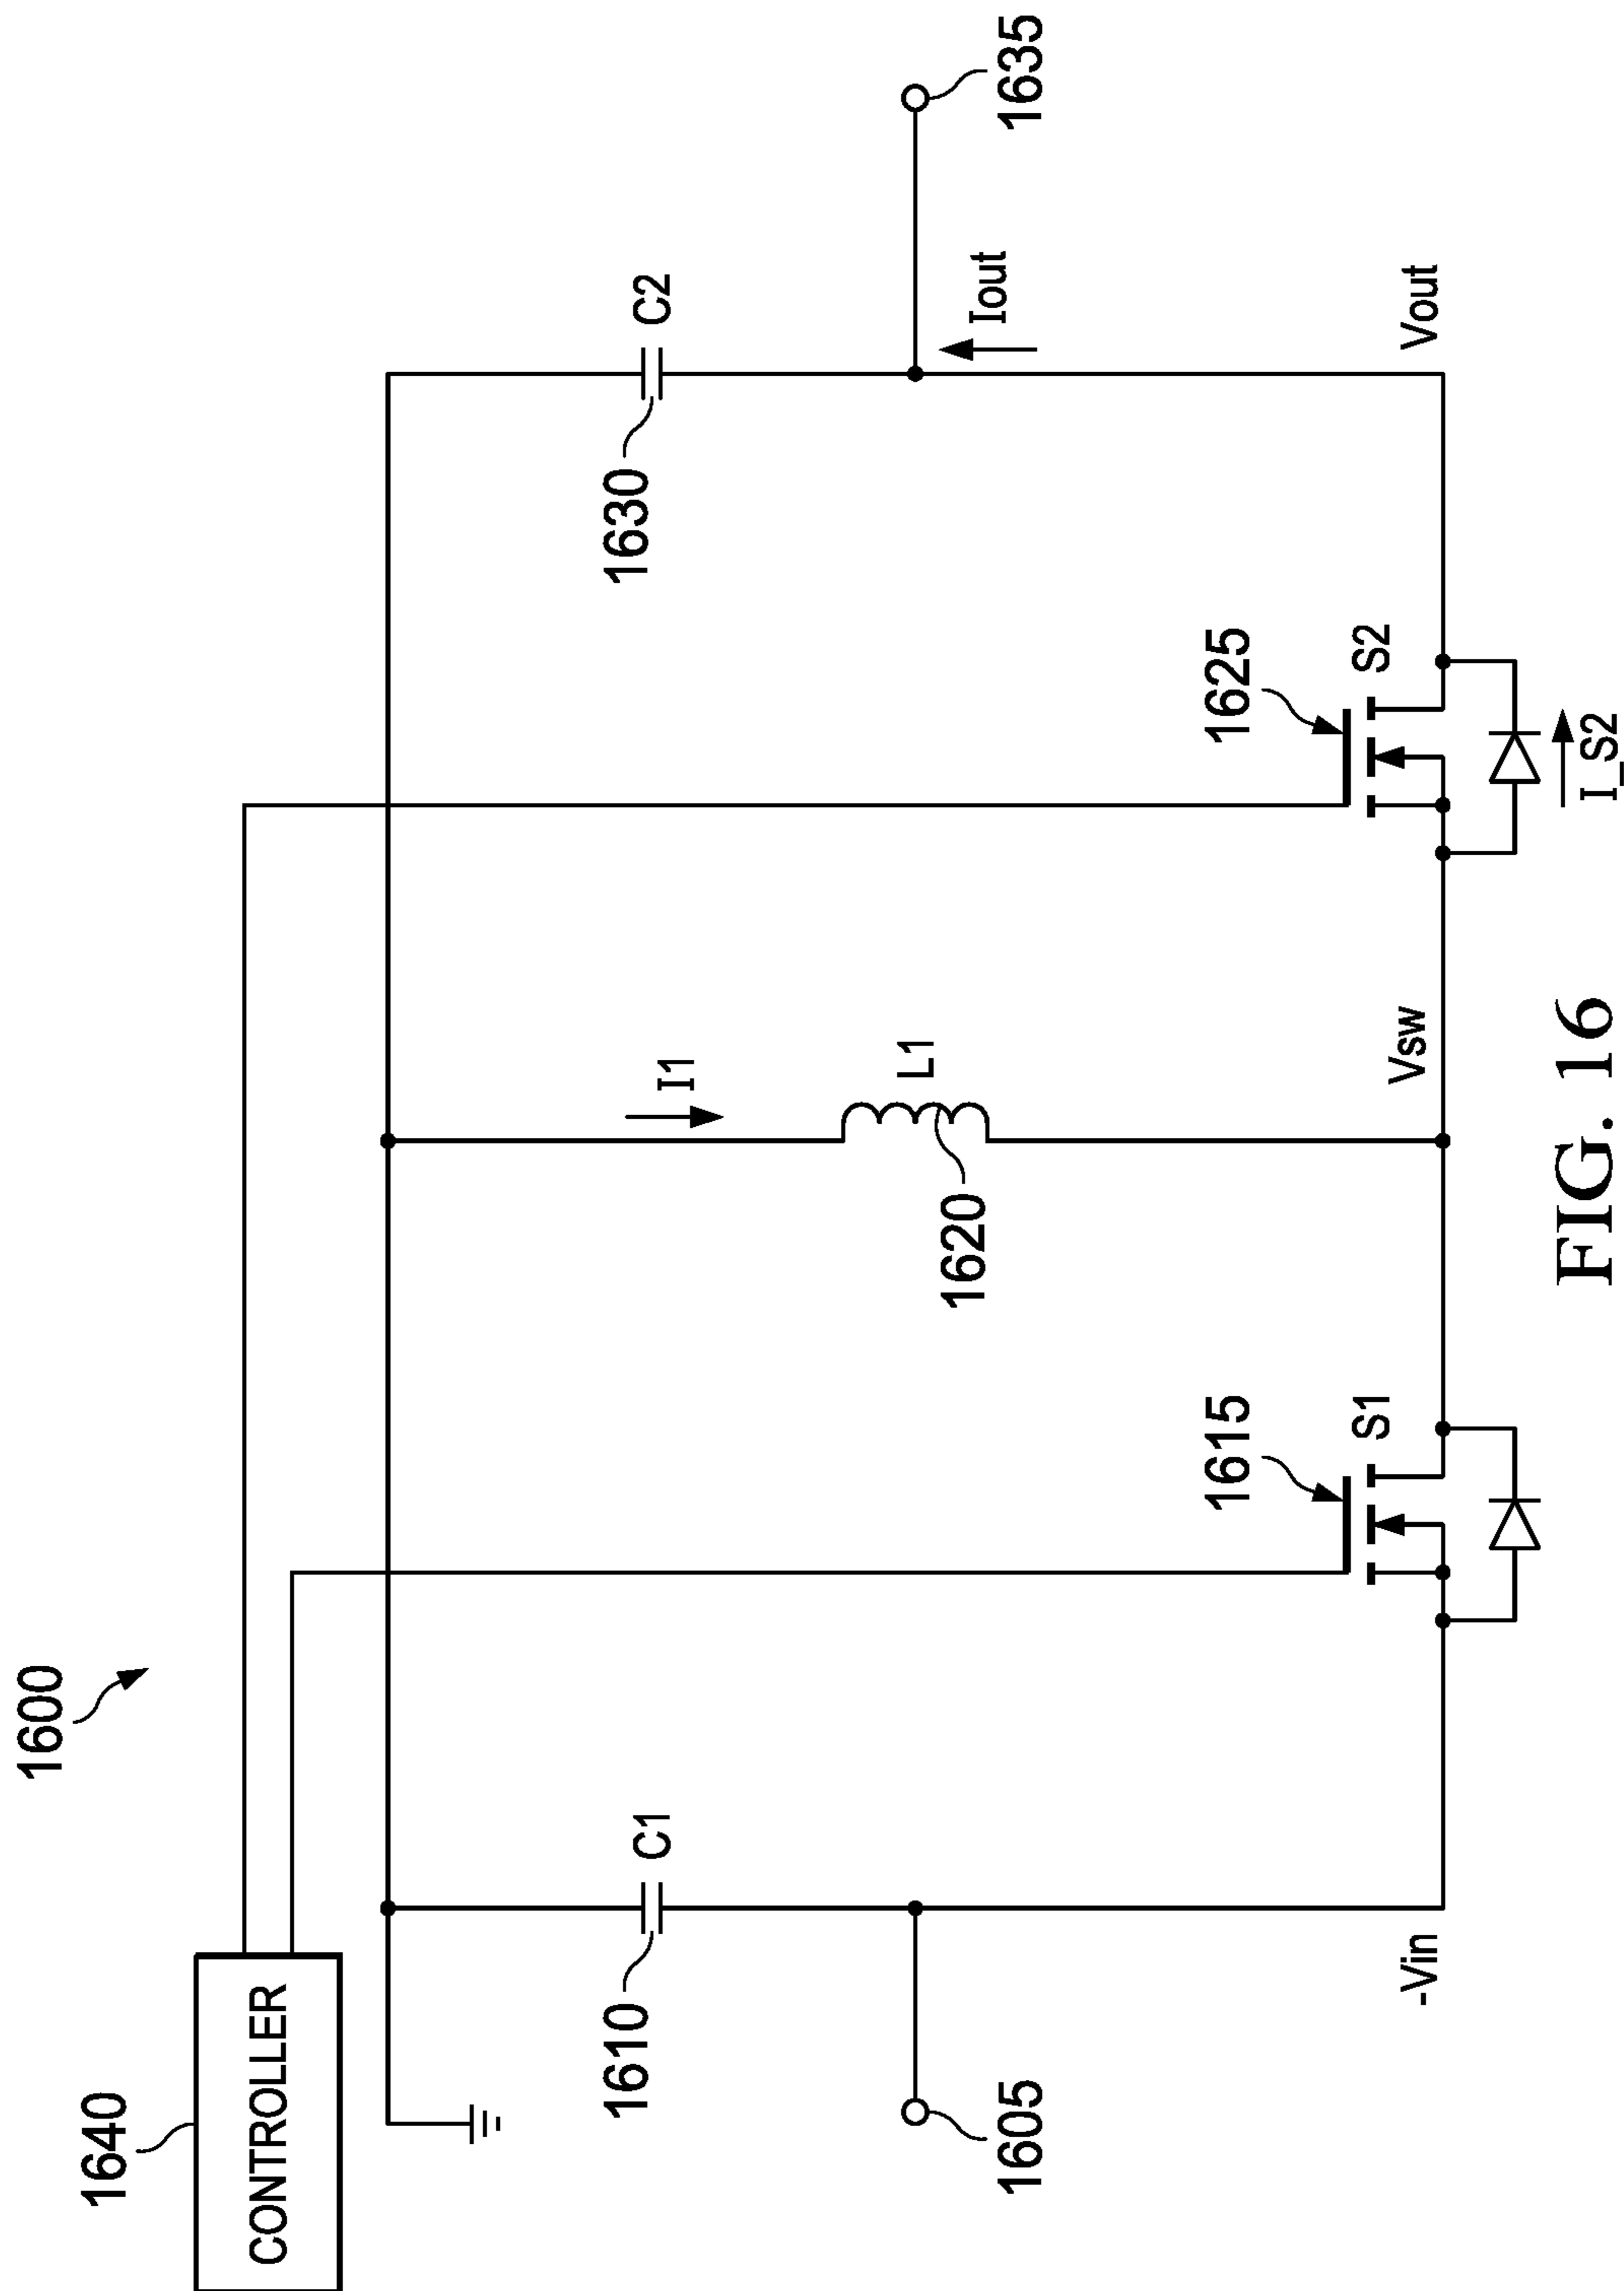 1600
1640
CONTROLLER
C1
1610
I1
C2
1630
L1
1620
Iout
1605
1635
1615
S1
1625
S2
-Vin
Vsw
Vout
I_S2
FIG. 16